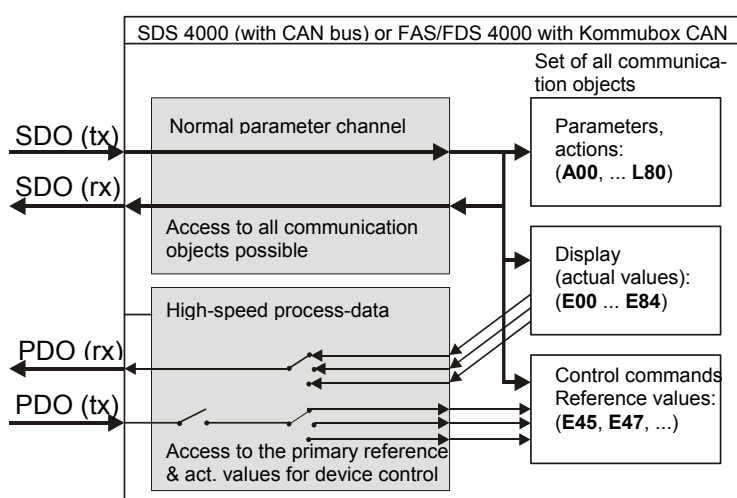 SDS 4000 (with CAN bus) or FAS/FDS 4000 with Kommubox CAN
Set of all communica-
tion objects
SDO (tx)
Normal parameter channel
Parameters,
actions:
(A00, ... L80)
SDO (rx)
Access to all communication
objects possible
Display
(actual values):
(E00 ... E84)
High-speed process-data
PDO (rx)
Control commands
Reference values:
(E45, E47, ...)
PDO (tx)
Access to the primary reference
& act. values for device control